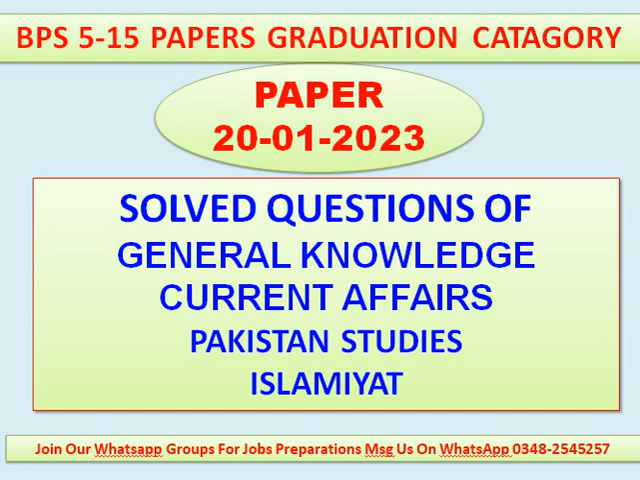 BPS 5-15 PAPERS GRADUATION CATAGORY
PAPER
20-01-2023
SOLVED QUESTIONS OF
GENERAL KNOWLEDGE
CURRENT AFFAIRS
PAKISTAN STUDIES
ISLAMIYAT
Join Our Whatsapp Groups For Jobs Preparations Msg Us On WhatsApp 0348-2545257